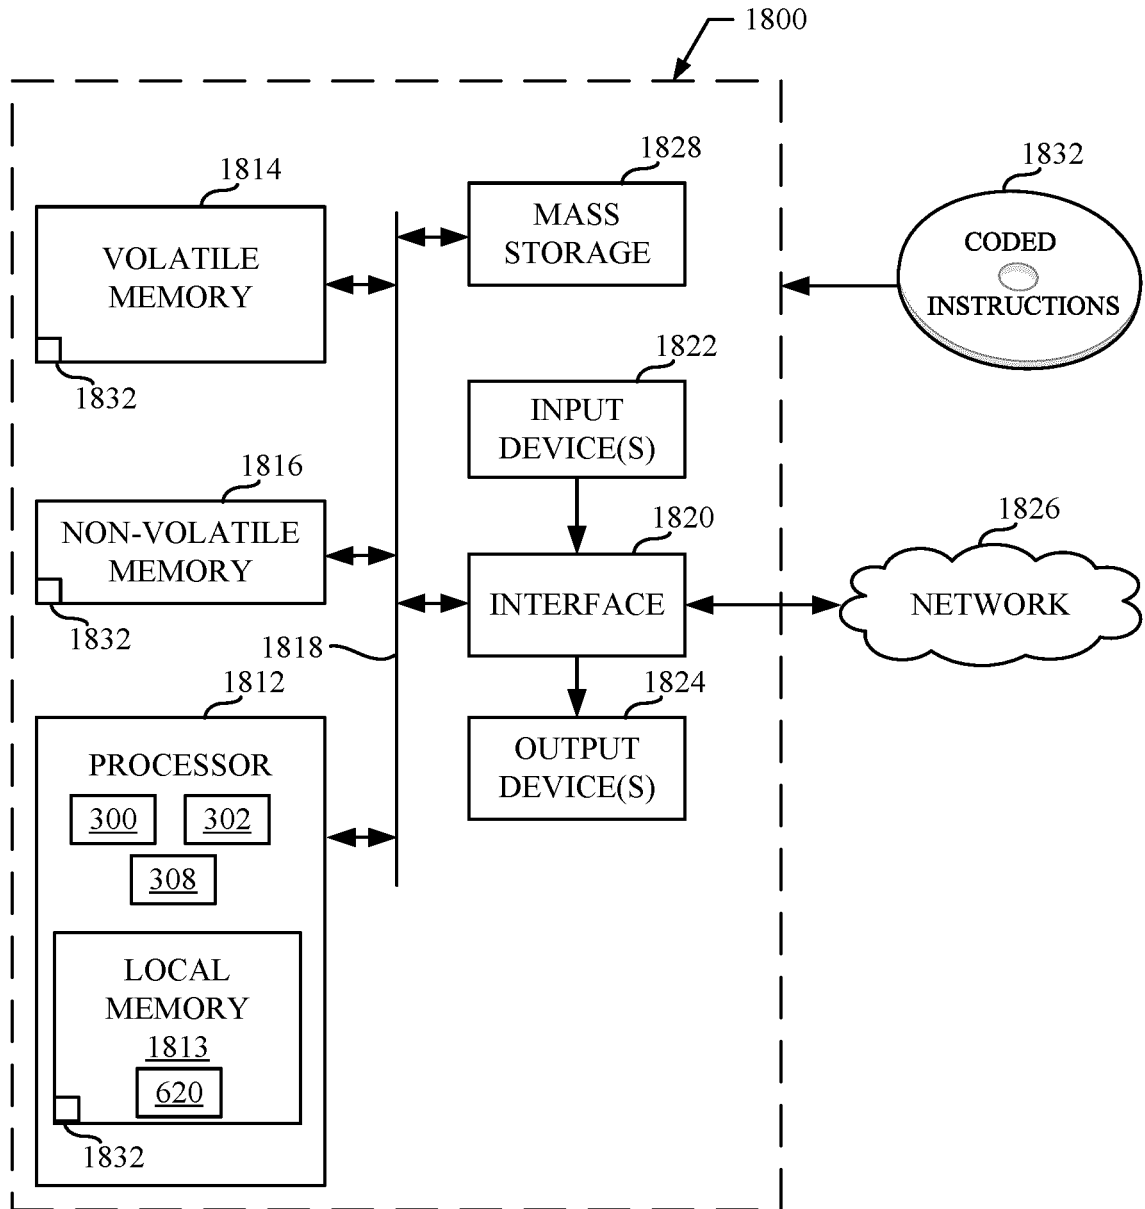 1800
1814
VOLATILE
MEMORY
1832
1828
MASS
STORAGE
1832
CODED
INSTRUCTIONS
1822
INPUT
DEVICE(S)
1816
NON-VOLATILE
MEMORY
1832
1820
INTERFACE
1826
NETWORK
1818
1824
OUTPUT
DEVICE(S)
1812
PROCESSOR
300
302
308
LOCAL
MEMORY
1813
620
1832